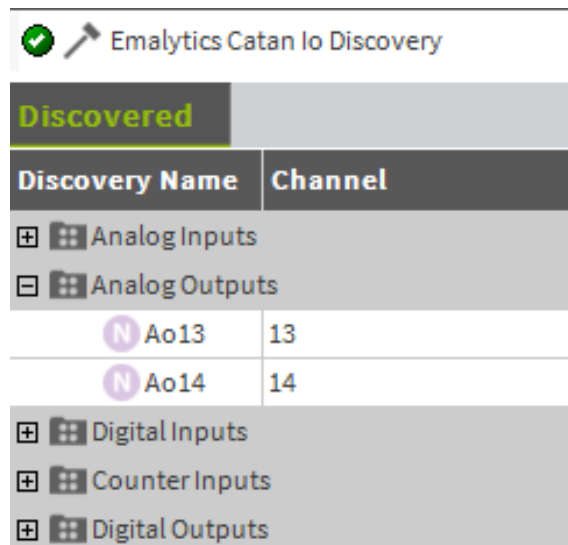 Emalytics Catan Io Discovery
Discovered
Discovery Name Channel
Analog Inputs
Analog Outputs
N Ao13 13
N Ao14 14
Digital Inputs
Counter Inputs
Digital Outputs